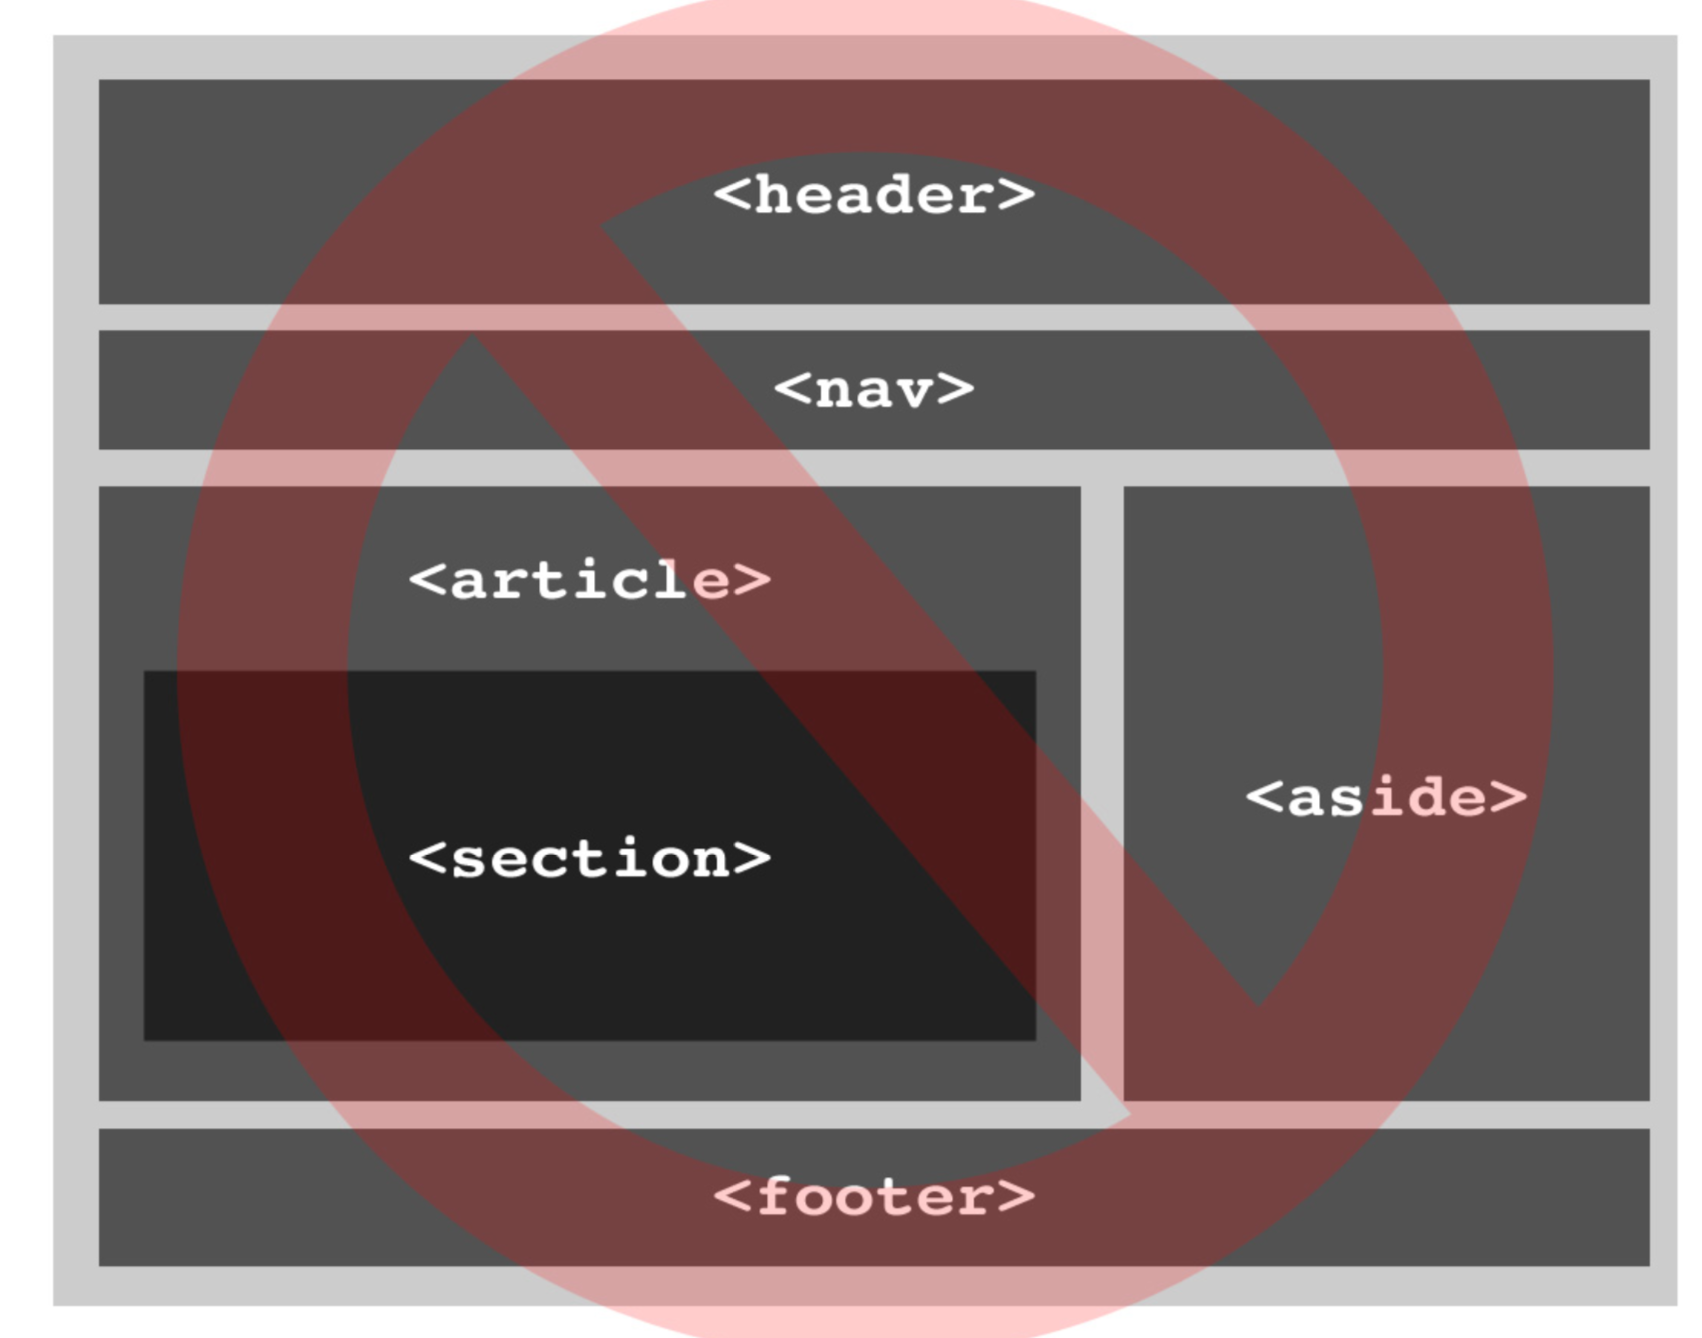 <header>
<nav>
<article>
<section>
<aside>
<footer>